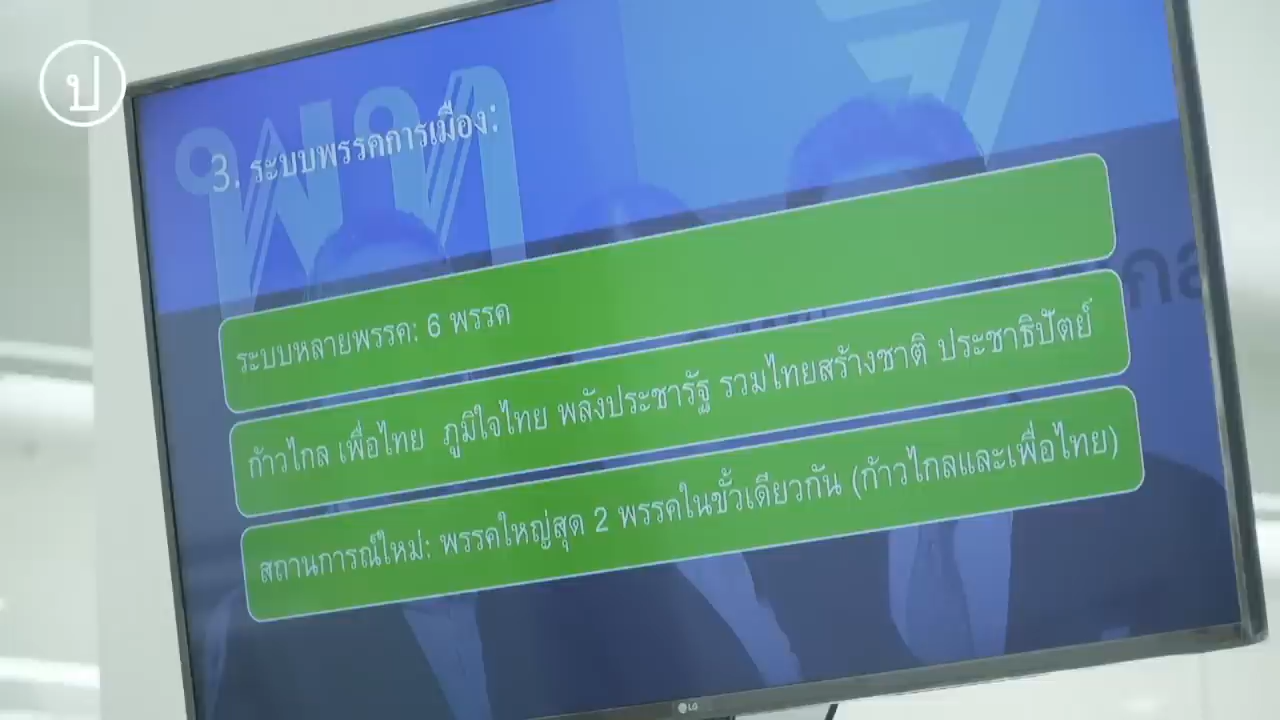 ป
พท
3. ระบบพรรคการเมือง:
ระบบหลายพรรค: 6 พรรค
ก้าวไกล เพื่อไทย ภูมิใจไทย พลังประชารัฐ รวมไทยสร้างชาติ ประชาธิปัตย์
สถานการณ์ใหม่: พรรคใหญ่สุด 2 พรรคในขั้วเดียวกัน (ก้าวไกลและเพื่อไทย)
LG